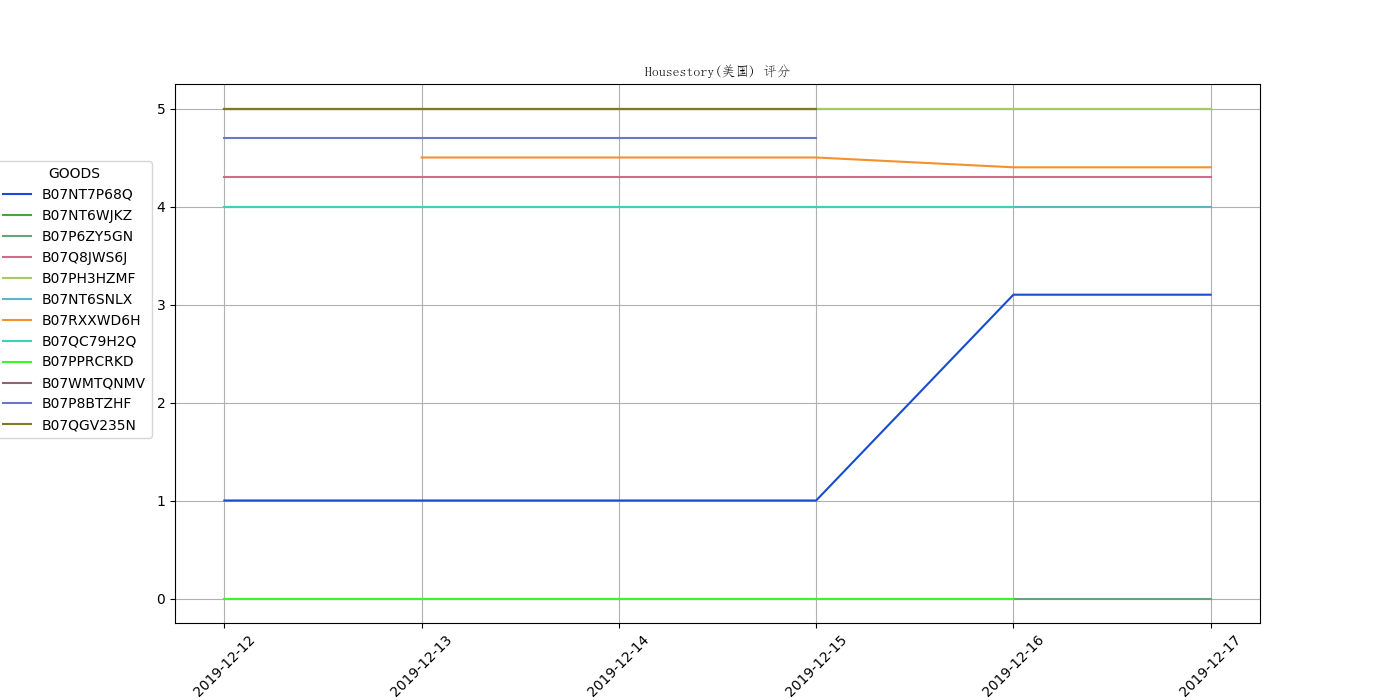 Housestory(美国) 评分
5
4
3
2
1
0
GOODS
B07NT7P68Q
B07NT6WJKZ
B07P6ZY5GN
B07Q8JWS6J
B07PH3HZMF
B07NT6SNLX
B07RXXWD6H
B07QC79H2Q
B07PPRCRKD
B07WMTQNMV
B07P8BTZHF
B07QGV235N
2019-12-12
2019-12-13
2019-12-14
2019-12-15
2019-12-16
2019-12-17